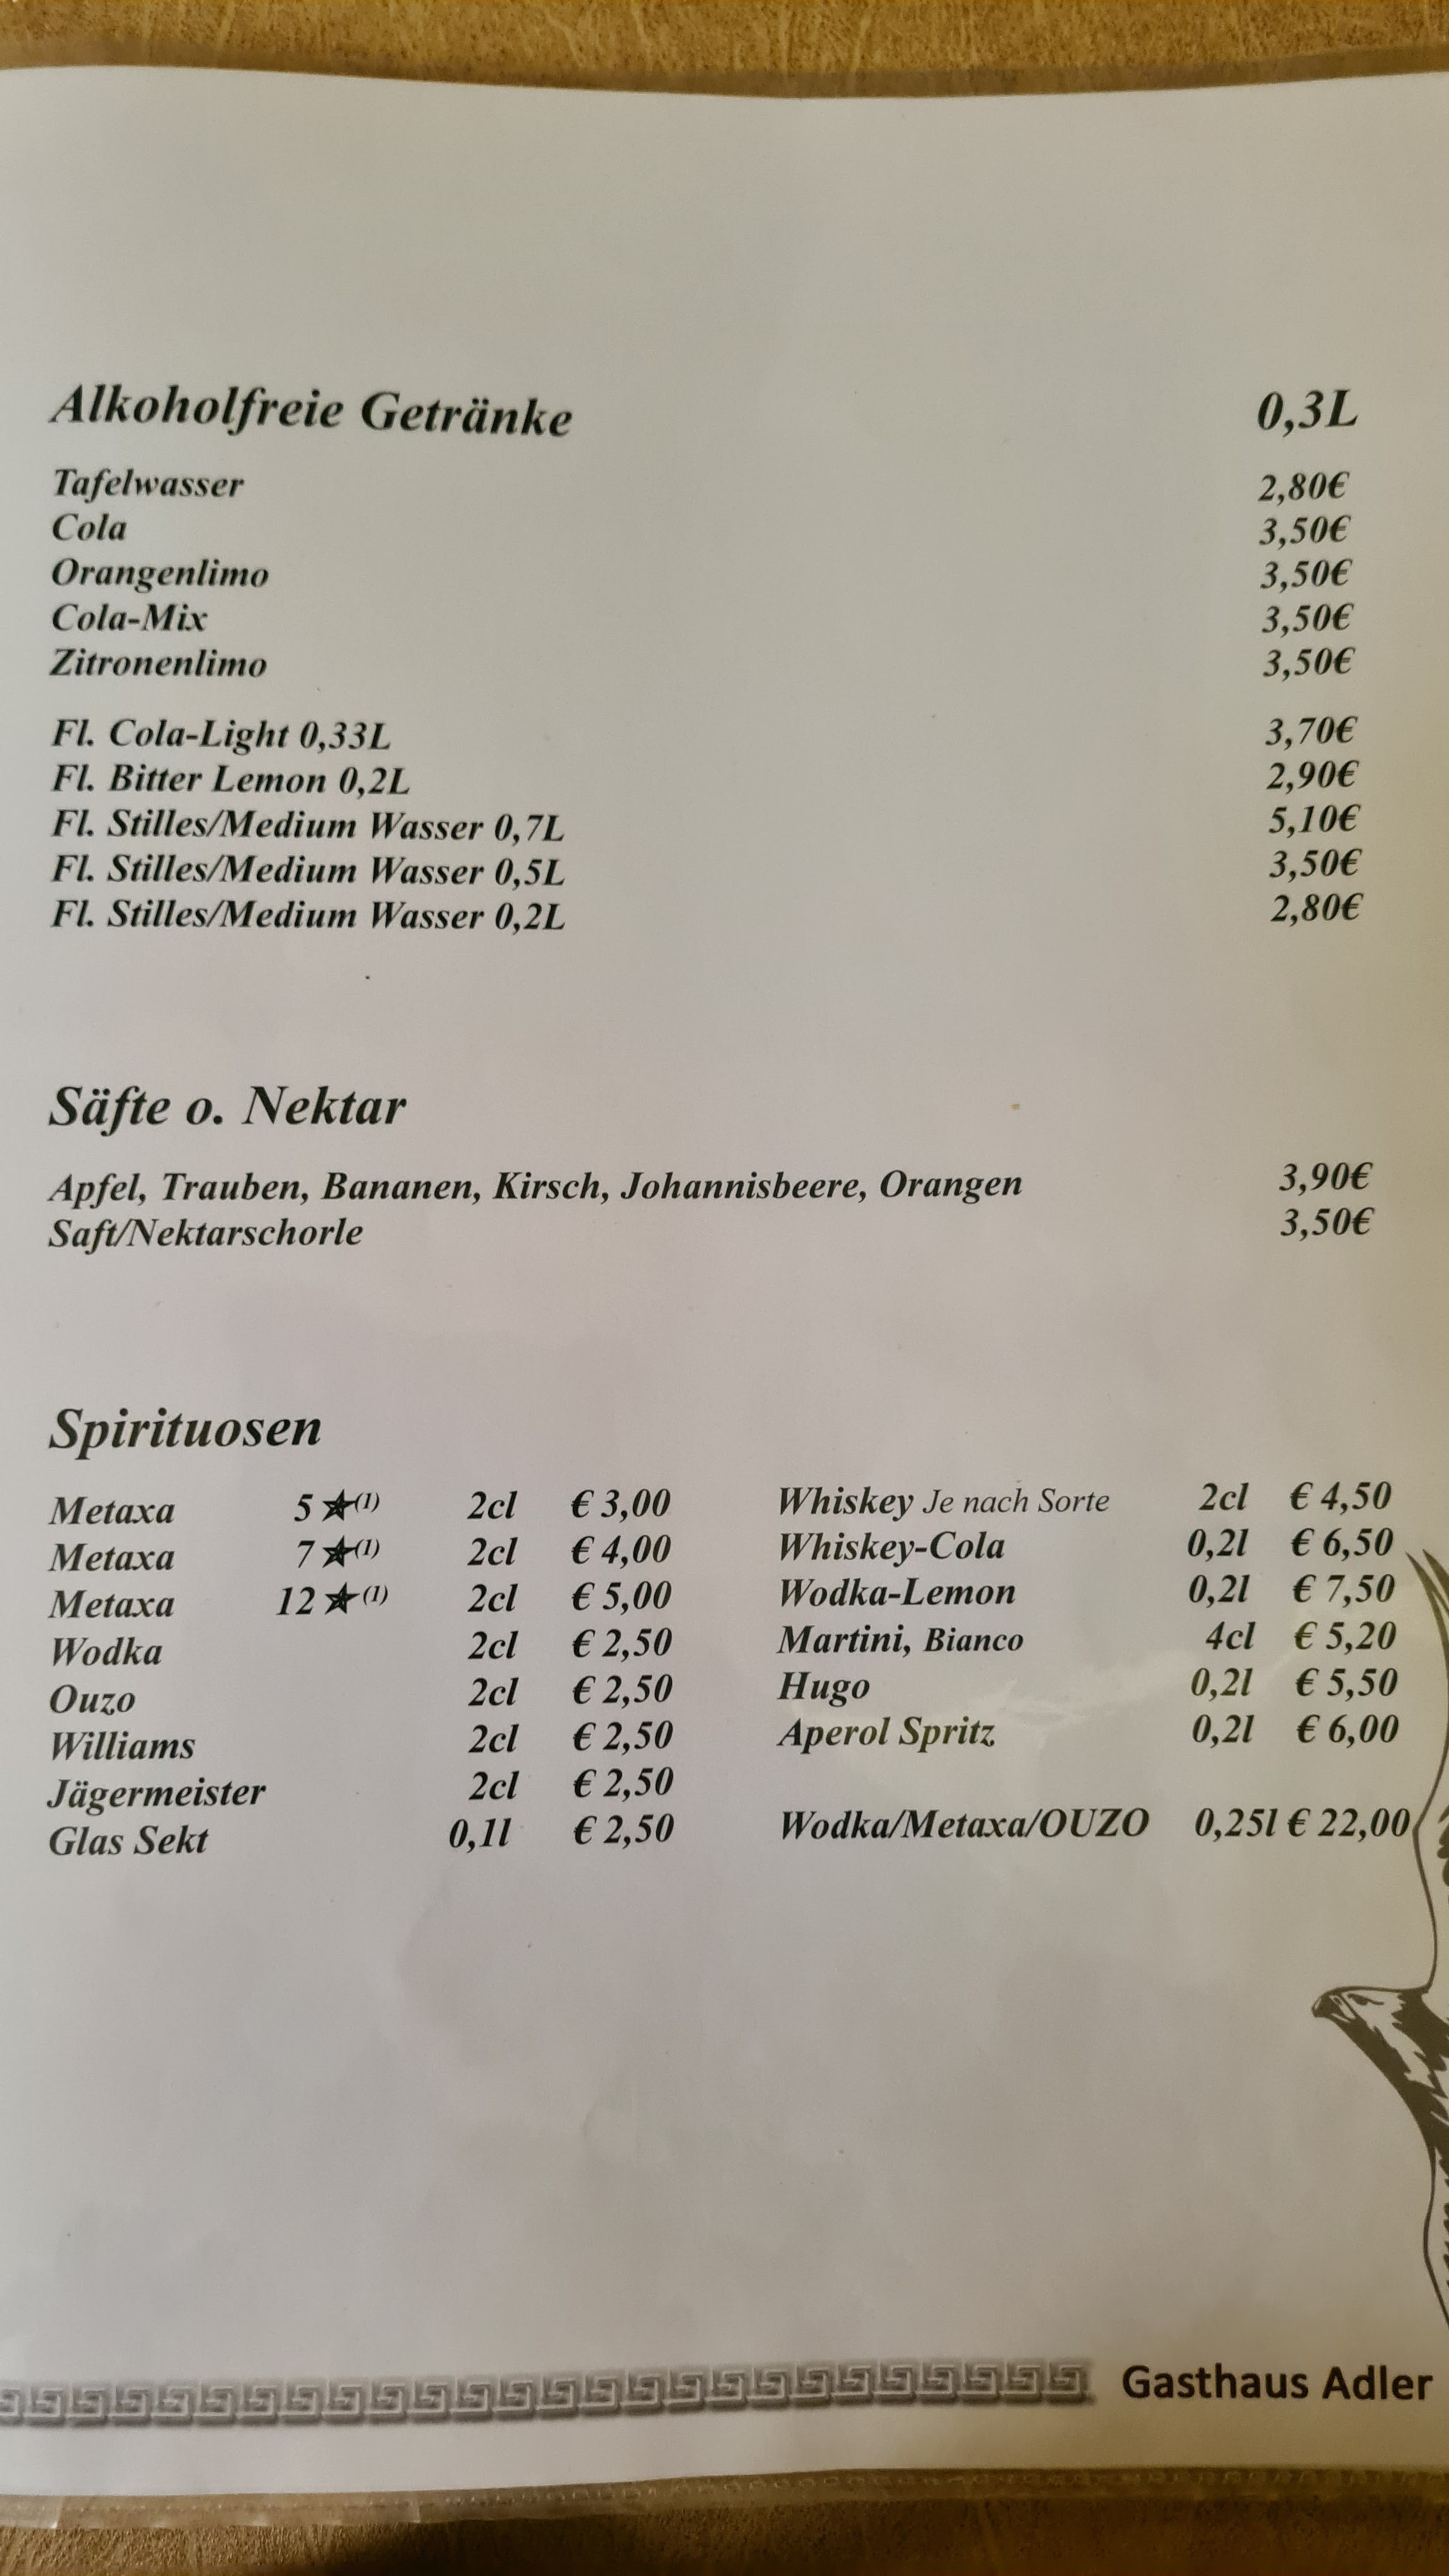 Alkoholfreie Getränke 0,3L
Tafelwasser 2,80€
Cola 3,50€
Orangenlimo 3,50€
Cola-Mix 3,50€
Zitronenlimo 3,50€
Fl. Cola-Light 0,33L 3,70€
Fl. Bitter Lemon 0,2L 2,90€
Fl. Stilles/Medium Wasser 0,7L 5,10€
Fl. Stilles/Medium Wasser 0,5L 3,50€
Fl. Stilles/Medium Wasser 0,2L 2,80€
Säfte o. Nektar
Apfel, Trauben, Bananen, Kirsch, Johannisbeere, Orangen 3,90€
Saft/Nektarschorle 3,50€
Spirituosen
Metaxa 5★(1) 2cl € 3,00
Metaxa 7★(1) 2cl € 4,00
Metaxa 12★(1) 2cl € 5,00
Wodka 2cl € 2,50
Ouzo 2cl € 2,50
Williams 2cl € 2,50
Jägermeister 2cl € 2,50
Glas Sekt 0,1l € 2,50
Whiskey Je nach Sorte 2cl € 4,50
Whiskey-Cola 0,2l € 6,50
Wodka-Lemon 0,2l € 7,50
Martini, Bianco 4cl € 5,20
Hugo 0,2l € 5,50
Aperol Spritz 0,2l € 6,00
Wodka/Metaxa/OUZO 0,25l € 22,00
Gasthaus Adler